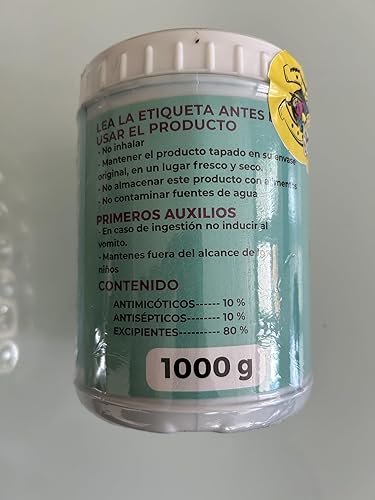 LEA LA ETIQUETA ANTES
USAR EL PRODUCTO
- No inhalar
- Mantener el producto tapado en su envase
original, en un lugar fresco y seco.
- No almacenar este producto con alimentos
- No contaminar fuentes de agua
PRIMEROS AUXILIOS
- En caso de ingestión no inducir al
vomito.
- Mantenes fuera del alcance de
niños
CONTENIDO
ANTIMICÓTICOS------ 10 %
ANTISÉPTICOS------- 10 %
EXCIPIENTES---------- 80 %
1000 g